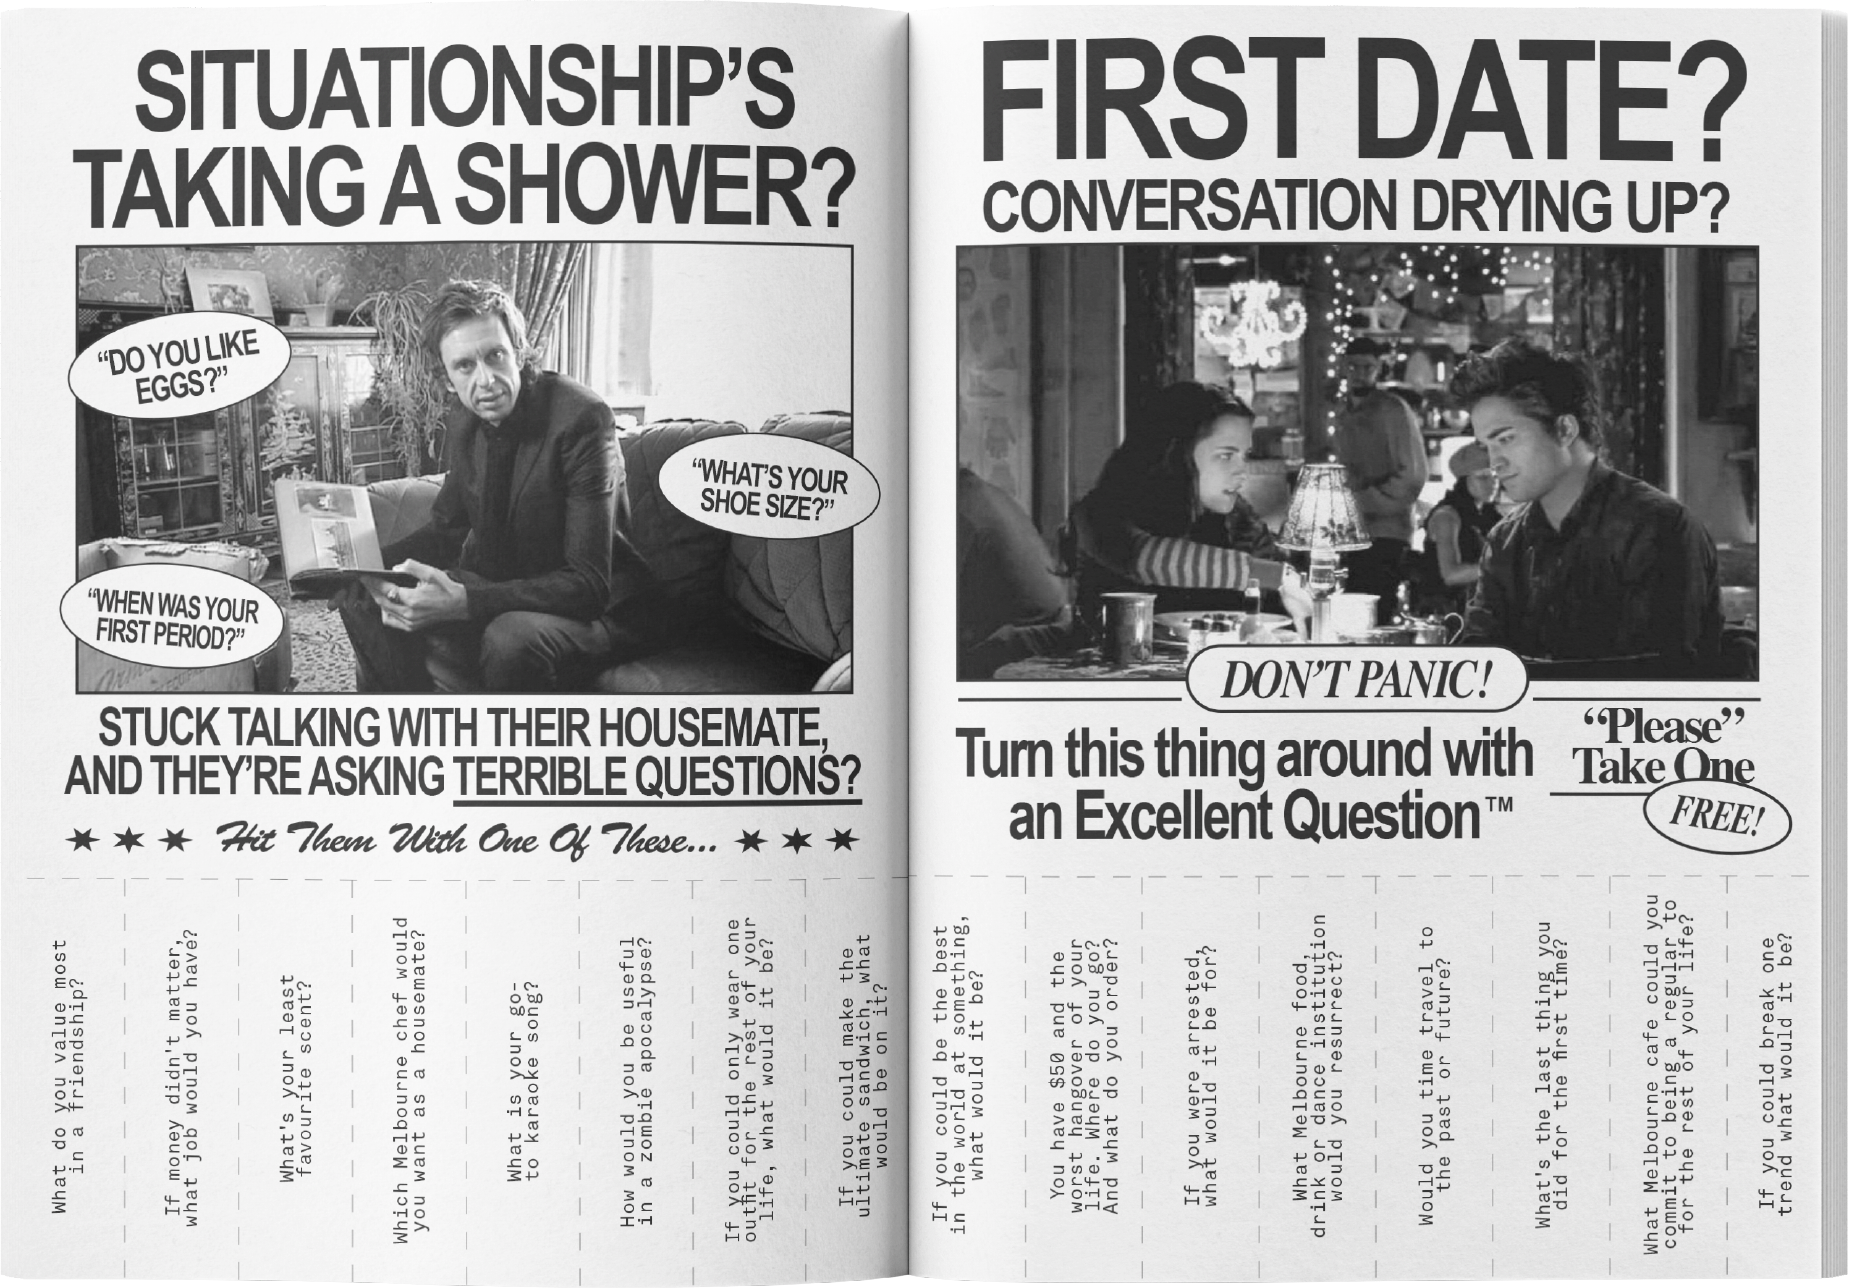 SITUATIONSHIP’S
TAKING A SHOWER?
“DO YOU LIKE
EGGS?”
“WHAT’S YOUR
SHOE SIZE?”
“WHEN WAS YOUR
FIRST PERIOD?”
STUCK TALKING WITH THEIR HOUSEMATE,
AND THEY’RE ASKING TERRIBLE QUESTIONS?
Hit Them With One Of These...
What do you value most
in a friendship?
If money didn't matter,
what job would you have?
What's your least
favourite scent?
Which Melbourne chef would
you want as a housemate?
What is your go-
to karaoke song?
How would you be useful
in a zombie apocalypse?
If you could only wear one
outfit for the rest of your
life, what would it be?
If you could make the
ultimate sandwich, what
would be on it?
FIRST DATE?
CONVERSATION DRYING UP?
DON’T PANIC!
Turn this thing around with
an Excellent Question™
“Please”
Take One
FREE!
If you could be the best
in the world at something,
what would it be?
You have $50 and the
worst hangover of your
life. Where do you go?
And what do you order?
If you were arrested,
what would it be for?
What Melbourne food,
drink or dance institution
would you resurrect?
Would you time travel to
the past or future?
What's the last thing you
did for the first time?
What Melbourne cafe could you
commit to being a regular to
for the rest of your life?
If you could break one
trend what would it be?